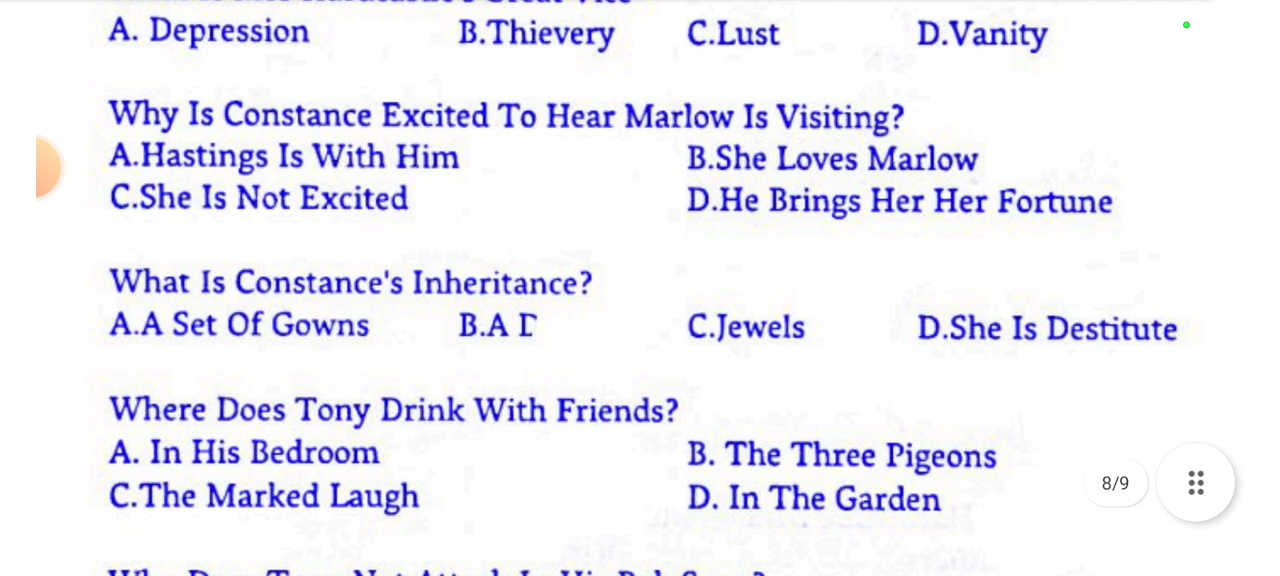 A. Depression B.Thievery C.Lust D.Vanity
Why Is Constance Excited To Hear Marlow Is Visiting?
A.Hastings Is With Him B.She Loves Marlow
C.She Is Not Excited D.He Brings Her Her Fortune
What Is Constance's Inheritance?
A.A Set Of Gowns B.A C.Jewels D.She Is Destitute
Where Does Tony Drink With Friends?
A. In His Bedroom B. The Three Pigeons
C.The Marked Laugh D. In The Garden
8/9